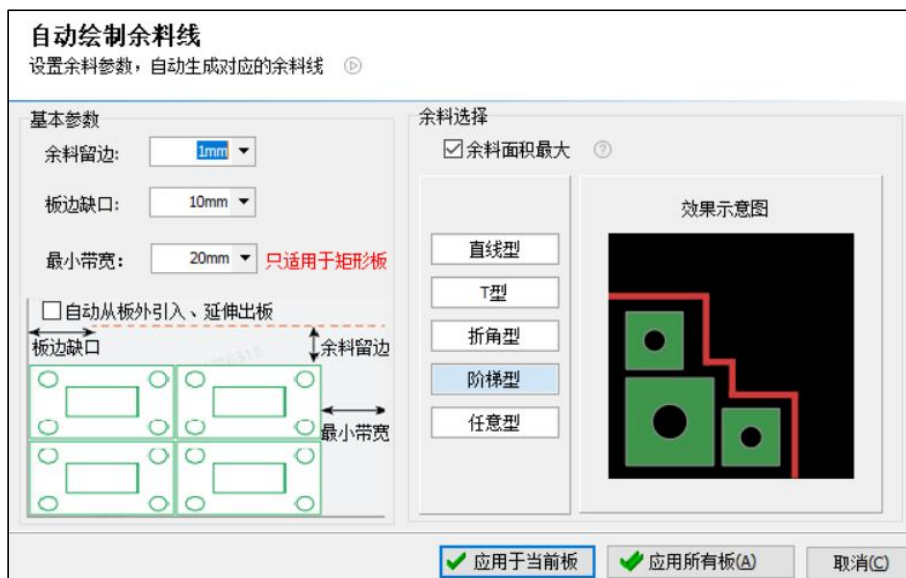 自动绘制余料线
设置余料参数，自动生成对应的余料线
基本参数
余料留边:
1mm
板边缺口:
10mm
最小带宽:
20mm
只适用于矩形板
自动从板外引入、延伸出板
板边缺口
余料留边
最小带宽
余料选择
余料面积最大
直线型
T型
折角型
阶梯型
任意型
效果示意图
应用于当前板
应用所有板(A)
取消(C)